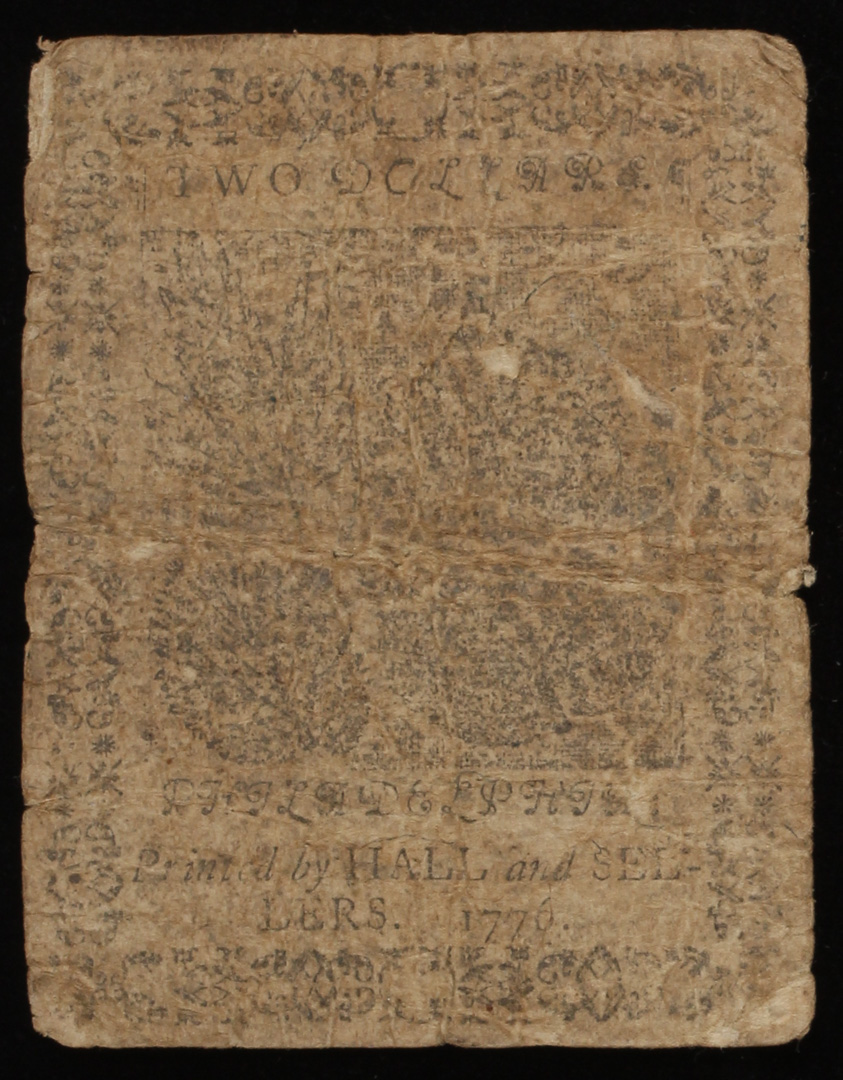 TWO DOLLARS.
PHILADELPHIA:
Printed by HALL and SEL-
LERS. 1776.